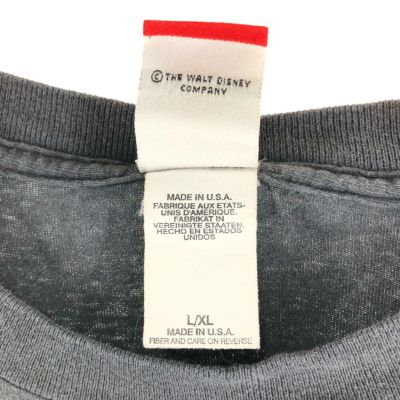 © THE WALT DISNEY
COMPANY
MADE IN U.S.A.
FABRIQUE AUX ETATS-
UNIS D'AMÉRIQUE.
FABRIKAT IN
VEREINIGTE STAATEN.
HECHO EN ESTADOS
UNIDOS
L/XL
MADE IN U.S.A.
FIBER AND CARE ON REVERSE